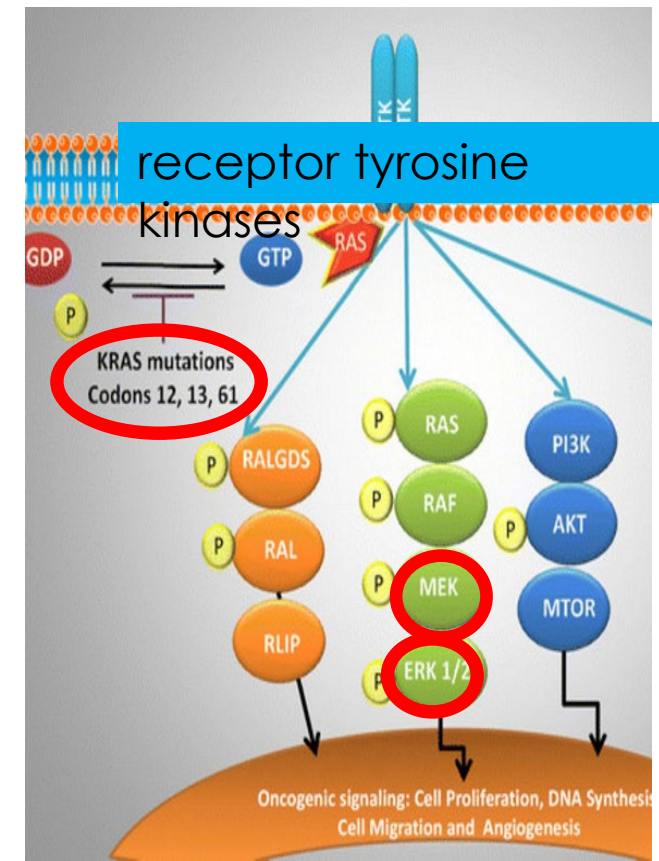 TK
TK
receptor tyrosine
kinases
GDP
GTP
RAS
P
KRAS mutations
Codons 12, 13, 61
P
RALGDS
P
RAL
RLIP
P
RAS
P
RAF
P
MEK
P
ERK 1/2
PI3K
P
AKT
MTOR
Oncogenic signaling: Cell Proliferation, DNA Synthesis
Cell Migration and Angiogenesis